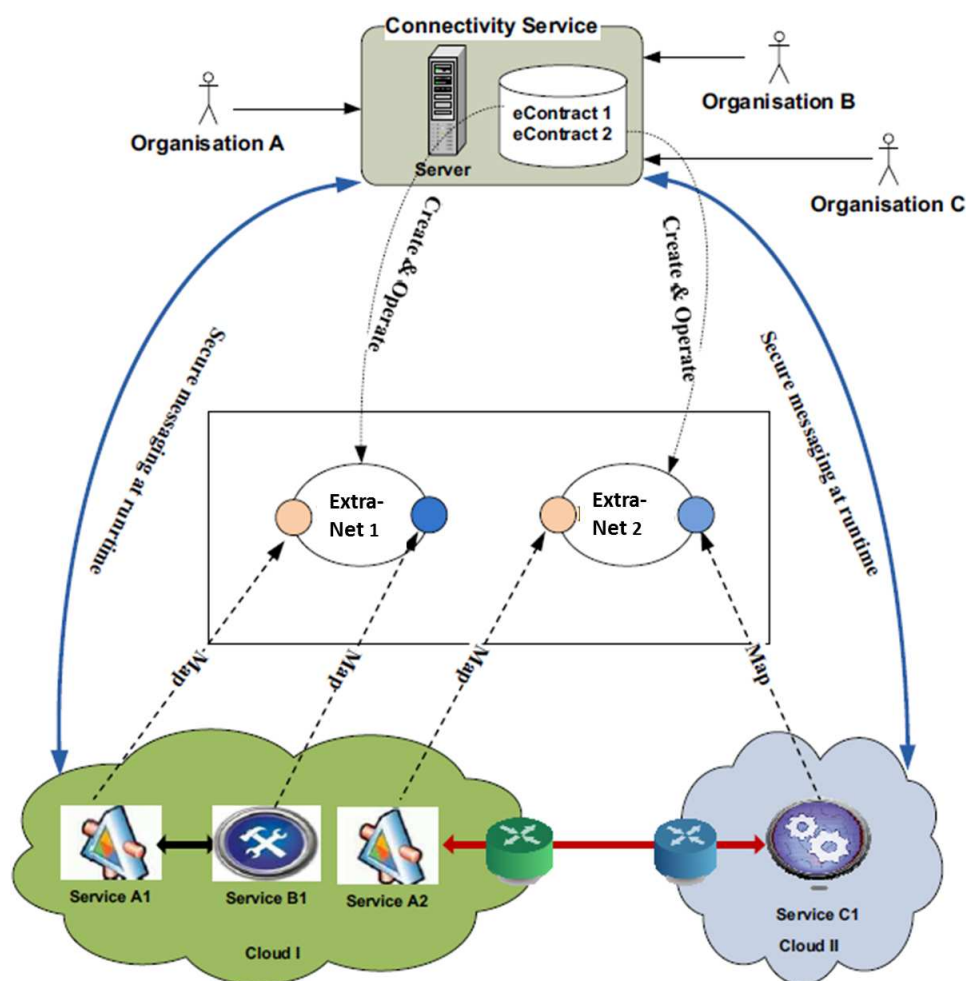 Connectivity Service
eContract 1
eContract 2
Server
Organisation A
Organisation B
Organisation C
Create & Operate
Create & Operate
Secure messaging at runrtime
Secure messaging at runtime
Extra-
Net 1
Extra-
Net 2
Map
Map
Map
Map
Service A1
Service B1
Service A2
Service C1
Cloud I
Cloud II